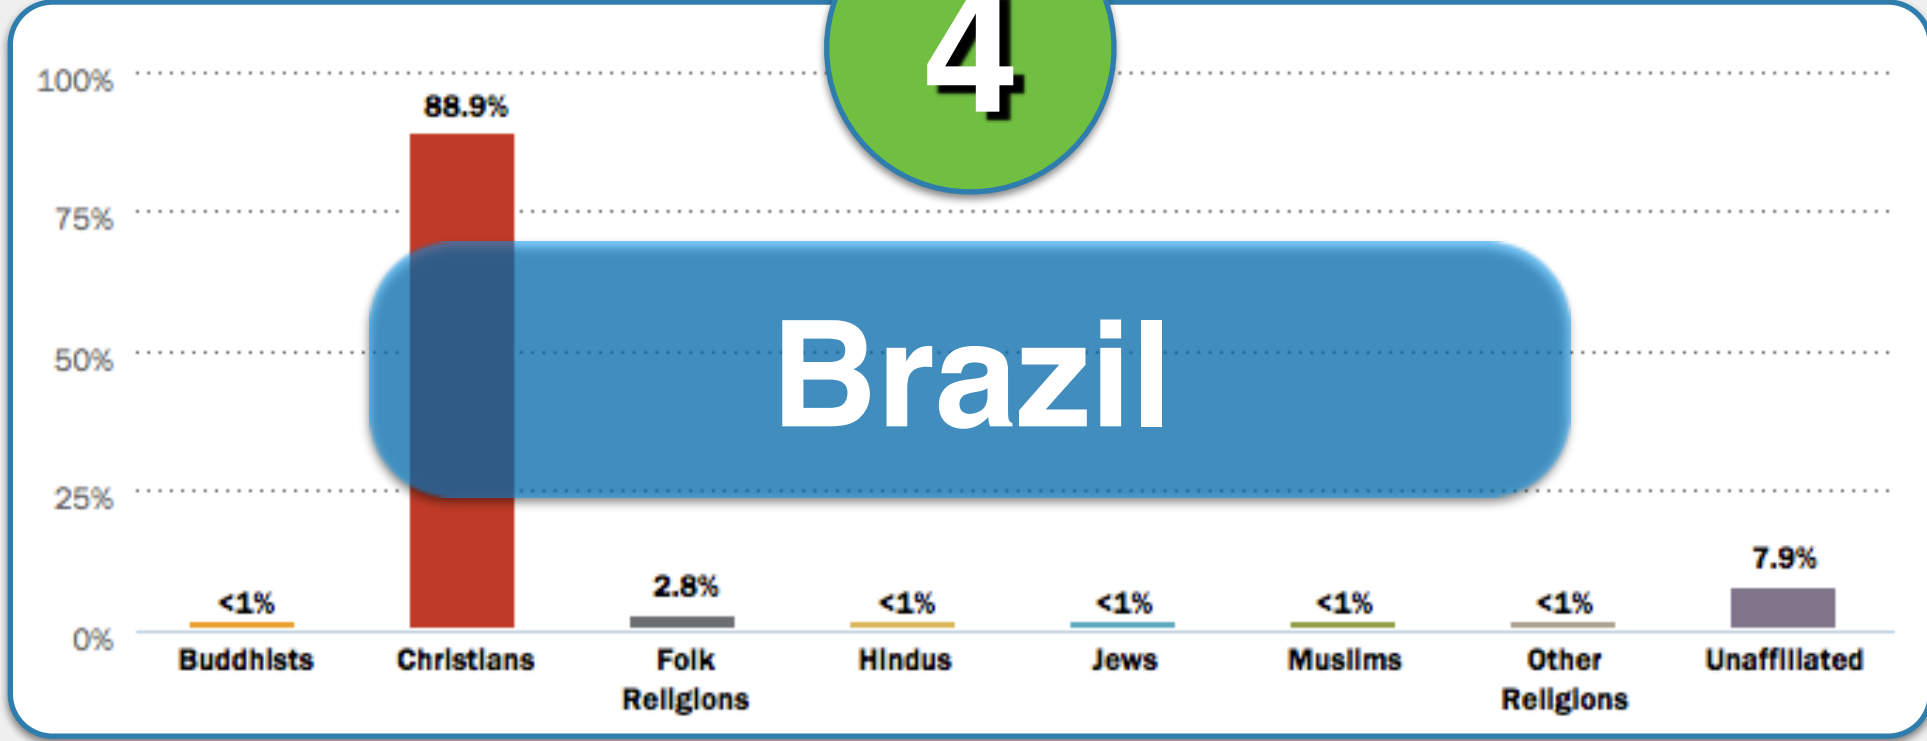 4
100%
88.9%
75%
Brazil
50%
25%
7.9%
2.8%
<1%
<1%
<1%
<1%
<1%
0%
Buddhists
Christians
Folk
Religions
Hindus
Jews
Muslims
Other
Religions
Unaffiliated